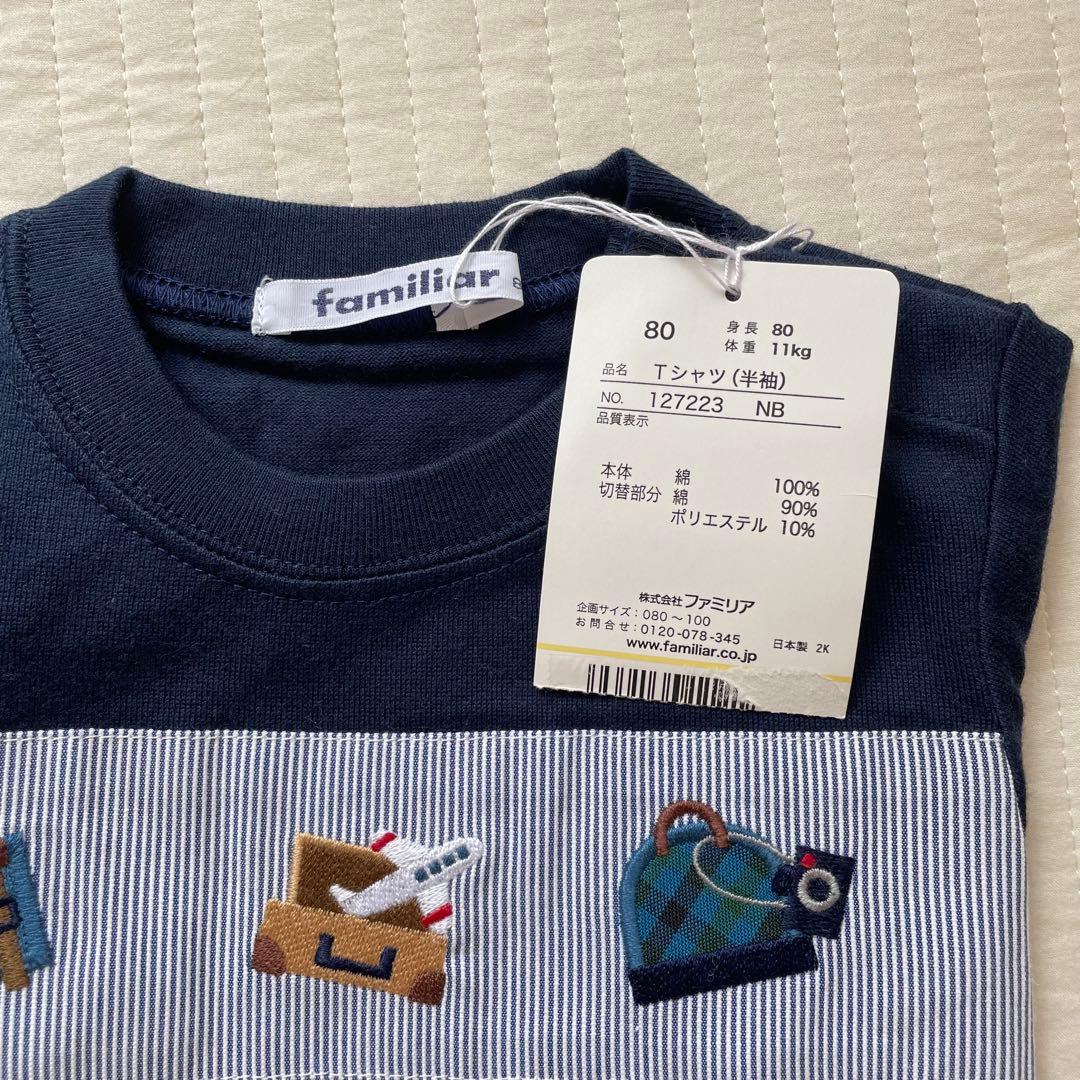 familiar
80 身長 80
体重 11kg
品名 Tシャツ(半袖)
NO. 127223 NB
品質表示
本体 綿 100%
切替部分 綿 90%
ポリエステル 10%
株式会社ファミリア
企画サイズ:080～100
お問合せ:0120-078-345 日本製 2K
www.familiar.co.jp